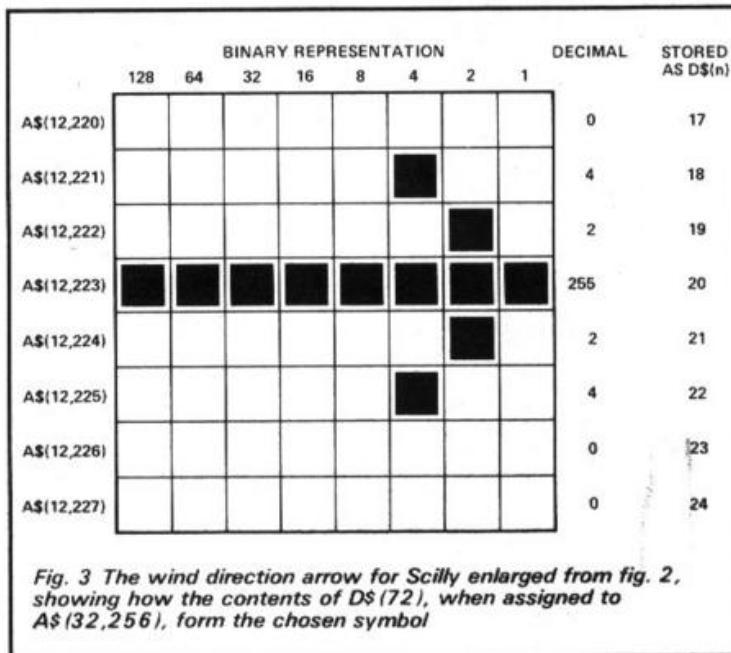 BINARY REPRESENTATION DECIMAL STORED
AS D$(n)
128 64 32 16 8 4 2 1
A$(12,220) 0 17
A$(12,221) 4 18
A$(12,222) 2 19
A$(12,223) 255 20
A$(12,224) 2 21
A$(12,225) 4 22
A$(12,226) 0 23
A$(12,227) 0 24
Fig. 3 The wind direction arrow for Scilly enlarged from fig. 2,
showing how the contents of D$(72), when assigned to
A$(32,256), form the chosen symbol